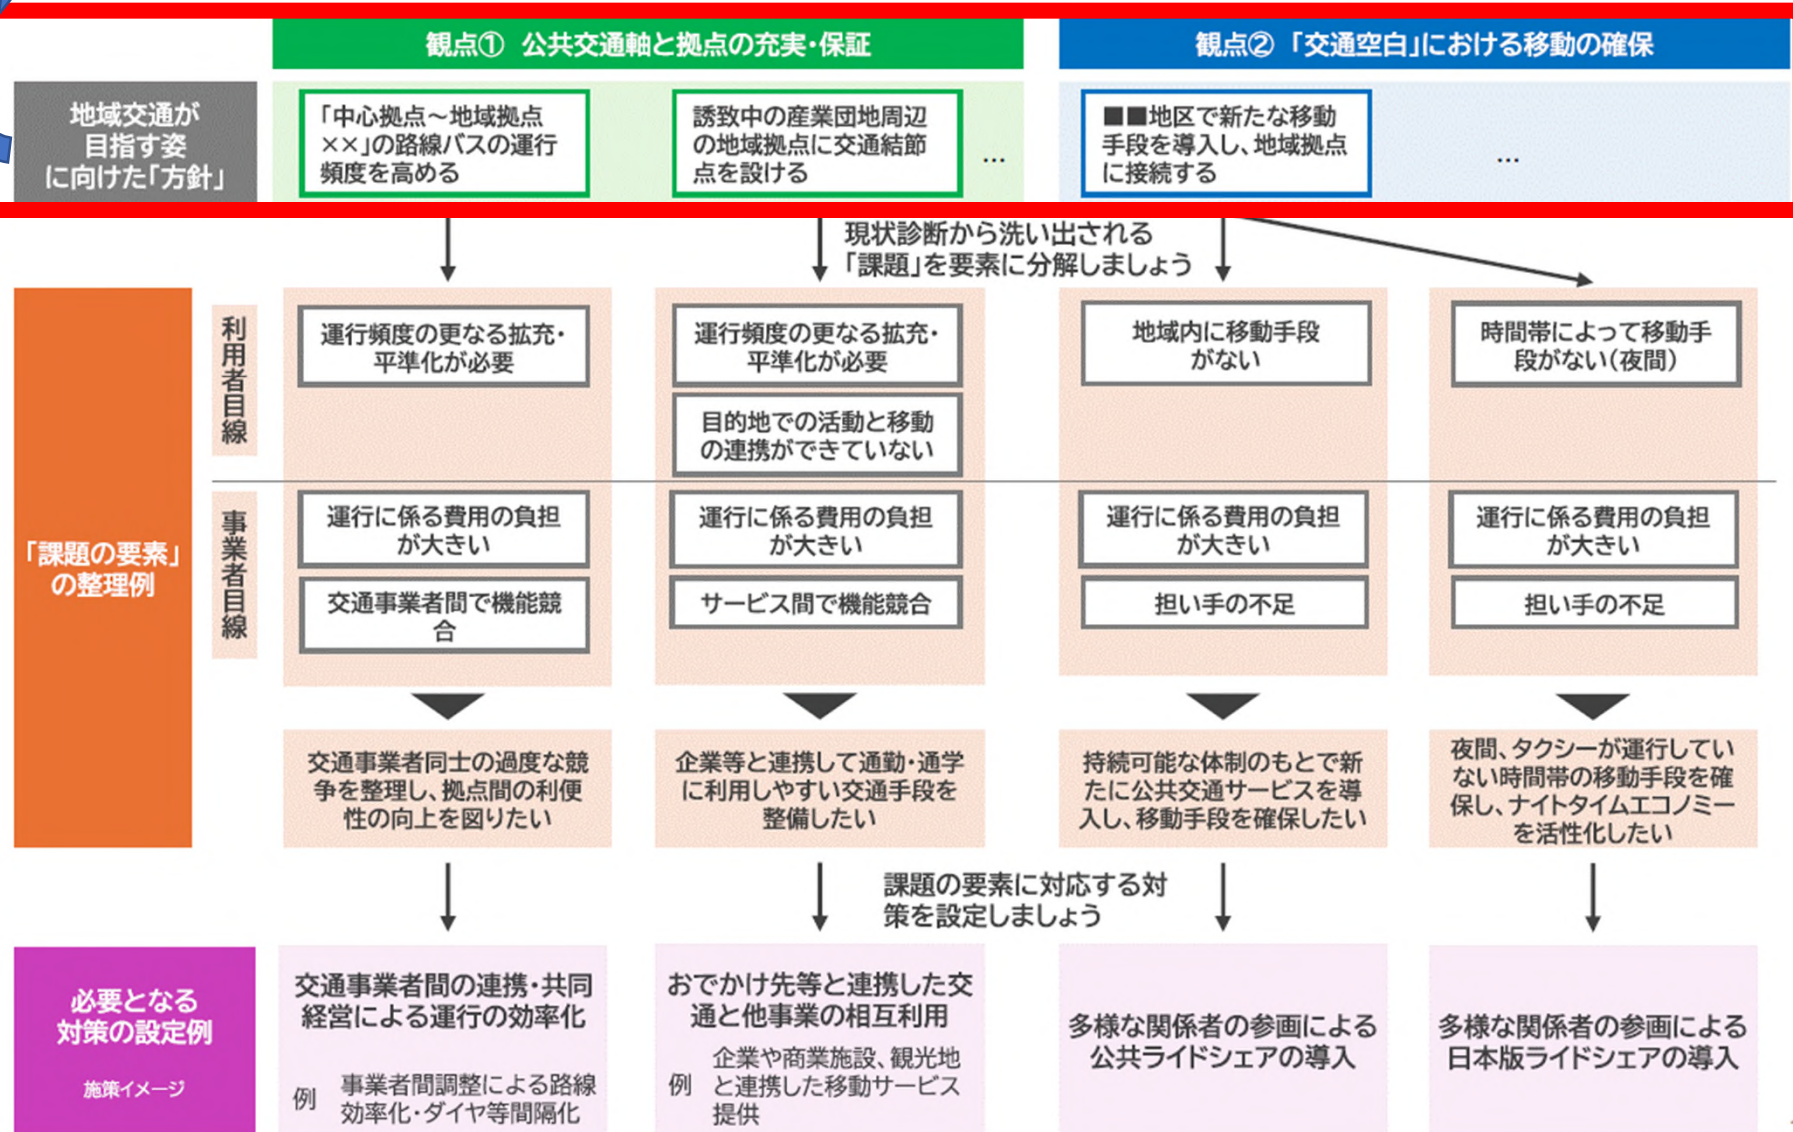 観点① 公共交通軸と拠点の充実・保証
観点② 「交通空白」における移動の確保
地域交通が
目指す姿
に向けた「方針」
「中心拠点～地域拠点
××」の路線バスの運行
頻度を高める
誘致中の産業団地周辺
の地域拠点に交通結節
点を設ける
…
■■地区で新たな移動
手段を導入し、地域拠点
に接続する
…
現状診断から洗い出される
「課題」を要素に分解しましょう
「課題の要素」
の整理例
利用者目線
運行頻度の更なる拡充・
平準化が必要
運行頻度の更なる拡充・
平準化が必要
目的地での活動と移動
の連携ができていない
地域内に移動手段
がない
時間帯によって移動手
段がない（夜間）
事業者目線
運行に係る費用の負担
が大きい
交通事業者間で機能競
合
運行に係る費用の負担
が大きい
サービス間で機能競合
運行に係る費用の負担
が大きい
担い手の不足
運行に係る費用の負担
が大きい
担い手の不足
交通事業者同士の過度な競
争を整理し、拠点間の利便
性の向上を図りたい
企業等と連携して通勤・通学
に利用しやすい交通手段を
整備したい
持続可能な体制のもとで新
たに公共交通サービスを導
入し、移動手段を確保したい
夜間、タクシーが運行してい
ない時間帯の移動手段を確
保し、ナイトタイムエコノミー
を活性化したい
課題の要素に対応する対
策を設定しましょう
必要となる
対策の設定例
施策イメージ
交通事業者間の連携・共同
経営による運行の効率化
例 事業者間調整による路線
効率化・ダイヤ等間隔化
おでかけ先等と連携した交
通と他事業の相互利用
企業や商業施設、観光地
例 と連携した移動サービス
提供
多様な関係者の参画による
公共ライドシェアの導入
多様な関係者の参画による
日本版ライドシェアの導入